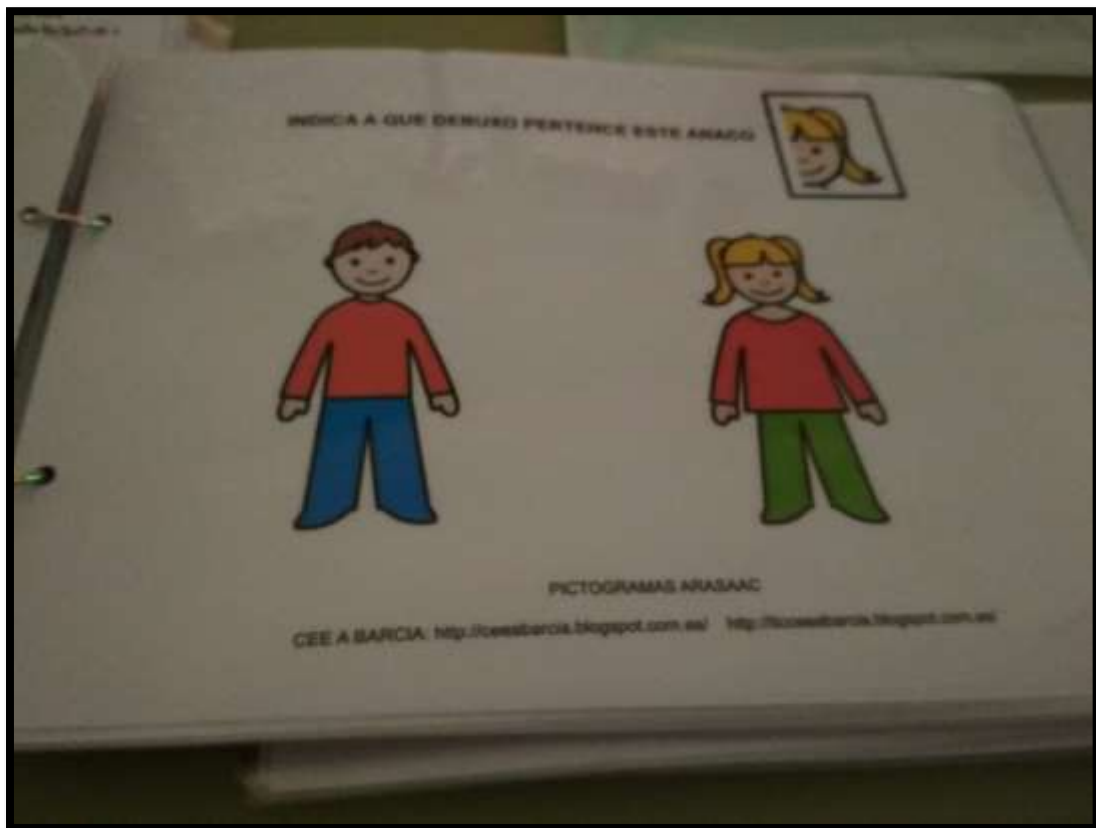 INDICA A QUE DEBUXO PERTENCE ESTE ANACO
PICTOGRAMAS ARASAAC
CEE A BARCIA: http://ceeabarcia.blogspot.com.es/